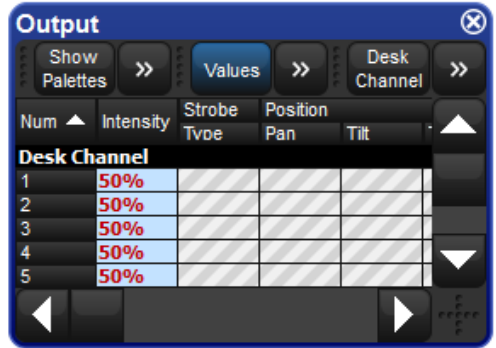 Output
Show Palettes » Values » Desk Channel »
Num Intensity Strobe Position
Type Pan Tilt
Desk Channel
1 50%
2 50%
3 50%
4 50%
5 50%